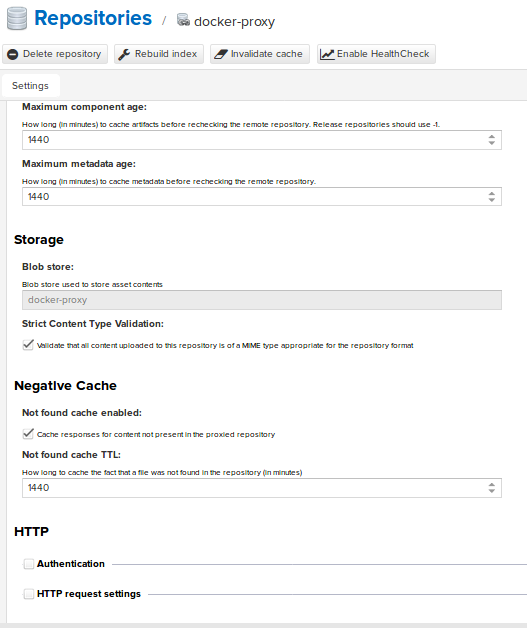 Repositories / docker-proxy
Delete repository Rebuild index Invalidate cache Enable HealthCheck
Settings
Maximum component age:
How long (in minutes) to cache artifacts before rechecking the remote repository. Release repositories should use -1.
1440
Maximum metadata age:
How long (in minutes) to cache metadata before rechecking the remote repository.
1440
Storage
Blob store:
Blob store used to store asset contents
docker-proxy
Strict Content Type Validation:
Validate that all content uploaded to this repository is of a MIME type appropriate for the repository format
Negative Cache
Not found cache enabled:
Cache responses for content not present in the proxied repository
Not found cache TTL:
How long to cache the fact that a file was not found in the repository (in minutes)
1440
HTTP
Authentication
HTTP request settings